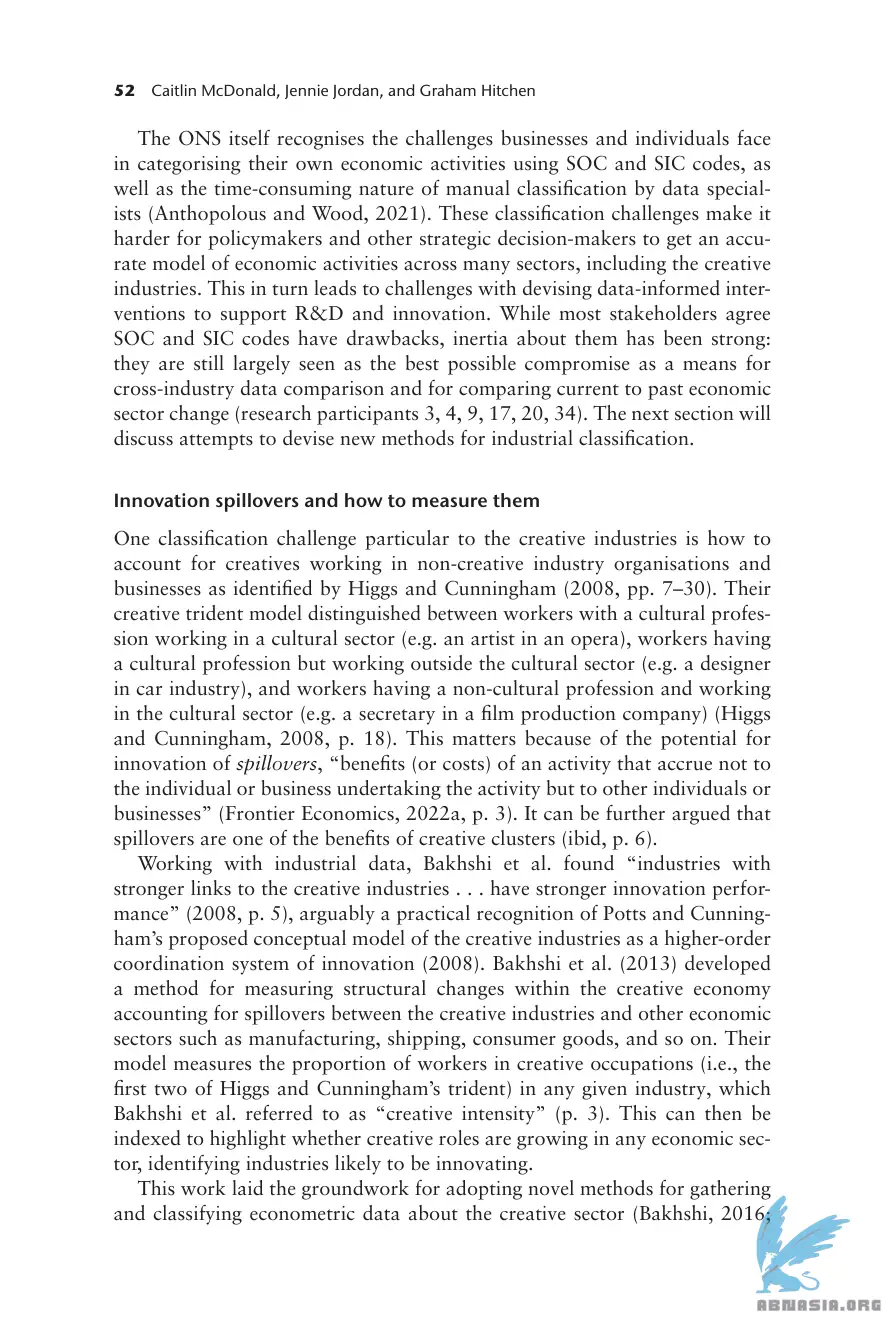 52 Caitlin McDonald, Jennie Jordan, and Graham Hitchen
The ONS itself recognises the challenges businesses and individuals face
in categorising their own economic activities using SOC and SIC codes, as
well as the time-consuming nature of manual classification by data special-
ists (Anthopolous and Wood, 2021). These classification challenges make it
harder for policymakers and other strategic decision-makers to get an accu-
rate model of economic activities across many sectors, including the creative
industries. This in turn leads to challenges with devising data-informed inter-
ventions to support R&D and innovation. While most stakeholders agree
SOC and SIC codes have drawbacks, inertia about them has been strong:
they are still largely seen as the best possible compromise as a means for
cross-industry data comparison and for comparing current to past economic
sector change (research participants 3, 4, 9, 17, 20, 34). The next section will
discuss attempts to devise new methods for industrial classification.
Innovation spillovers and how to measure them
One classification challenge particular to the creative industries is how to
account for creatives working in non-creative industry organisations and
businesses as identified by Higgs and Cunningham (2008, pp. 7–30). Their
creative trident model distinguished between workers with a cultural profes-
sion working in a cultural sector (e.g. an artist in an opera), workers having
a cultural profession but working outside the cultural sector (e.g. a designer
in car industry), and workers having a non-cultural profession and working
in the cultural sector (e.g. a secretary in a film production company) (Higgs
and Cunningham, 2008, p. 18). This matters because of the potential for
innovation of spillovers, “benefits (or costs) of an activity that accrue not to
the individual or business undertaking the activity but to other individuals or
businesses” (Frontier Economics, 2022a, p. 3). It can be further argued that
spillovers are one of the benefits of creative clusters (ibid, p. 6).
Working with industrial data, Bakhshi et al. found “industries with
stronger links to the creative industries . . . have stronger innovation perfor-
mance” (2008, p. 5), arguably a practical recognition of Potts and Cunning-
ham’s proposed conceptual model of the creative industries as a higher-order
coordination system of innovation (2008). Bakhshi et al. (2013) developed
a method for measuring structural changes within the creative economy
accounting for spillovers between the creative industries and other economic
sectors such as manufacturing, shipping, consumer goods, and so on. Their
model measures the proportion of workers in creative occupations (i.e., the
first two of Higgs and Cunningham’s trident) in any given industry, which
Bakhshi et al. referred to as “creative intensity” (p. 3). This can then be
indexed to highlight whether creative roles are growing in any economic sec-
tor, identifying industries likely to be innovating.
This work laid the groundwork for adopting novel methods for gathering
and classifying econometric data about the creative sector (Bakhshi, 2016;
ABNASIA.ORG